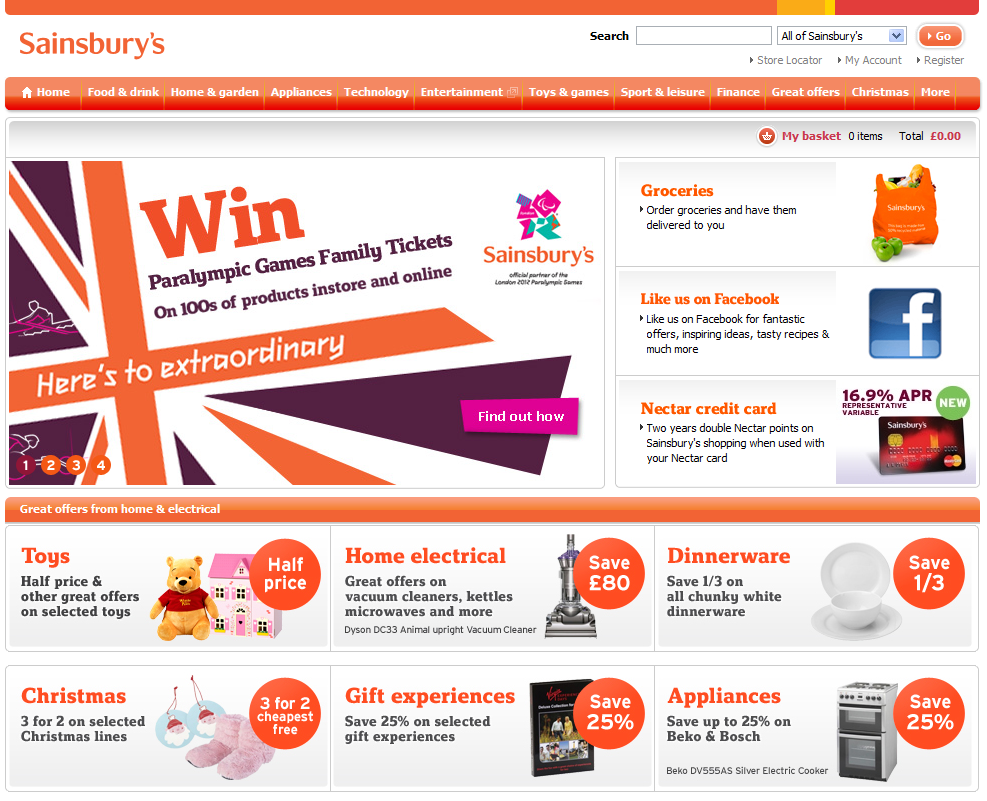 Sainsbury's
Search
All of Sainsbury's
Go
Store Locator
My Account
Register
Home
Food & drink
Home & garden
Appliances
Technology
Entertainment
Toys & games
Sport & leisure
Finance
Great offers
Christmas
More
My basket 0 items Total £0.00
Win
Paralympic Games Family Tickets
On 100s of products instore and online
Here's to extraordinary
Sainsbury's
official partner of the
London 2012 Paralympic Games
Find out how
1 2 3 4
Groceries
Order groceries and have them
delivered to you
Sainsbury's
Like us on Facebook
Like us on Facebook for fantastic
offers, inspiring ideas, tasty recipes &
much more
f
Nectar credit card
Two years double Nectar points on
Sainsbury's shopping when used with
your Nectar card
16.9% APR
REPRESENTATIVE
VARIABLE
NEW
Sainsbury's
Great offers from home & electrical
Toys
Half price &
other great offers
on selected toys
Half
price
Home electrical
Great offers on
vacuum cleaners, kettles
microwaves and more
Dyson DC33 Animal upright Vacuum Cleaner
Save
£80
Dinnerware
Save 1/3 on
all chunky white
dinnerware
Save
1/3
Christmas
3 for 2 on selected
Christmas lines
3 for 2
cheapest
free
Gift experiences
Save 25% on selected
gift experiences
Save
25%
Appliances
Save up to 25% on
Beko & Bosch
Beko DV555AS Silver Electric Cooker
Save
25%